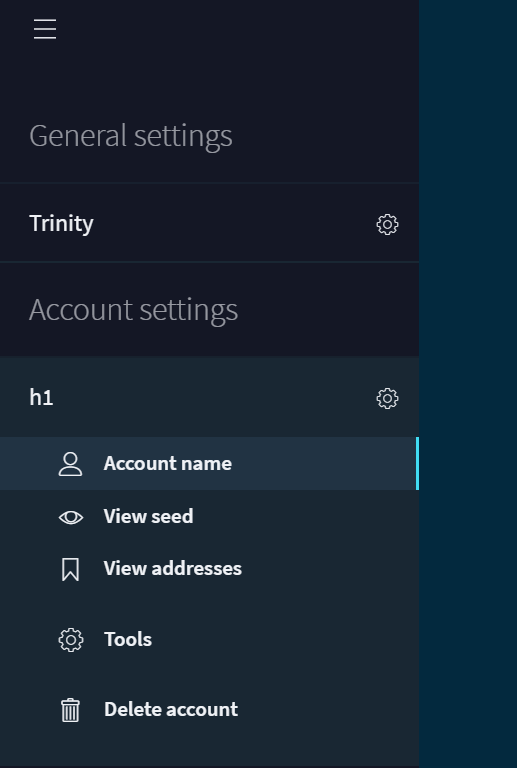 General settings
Trinity
Account settings
h1
Account name
View seed
View addresses
Tools
Delete account